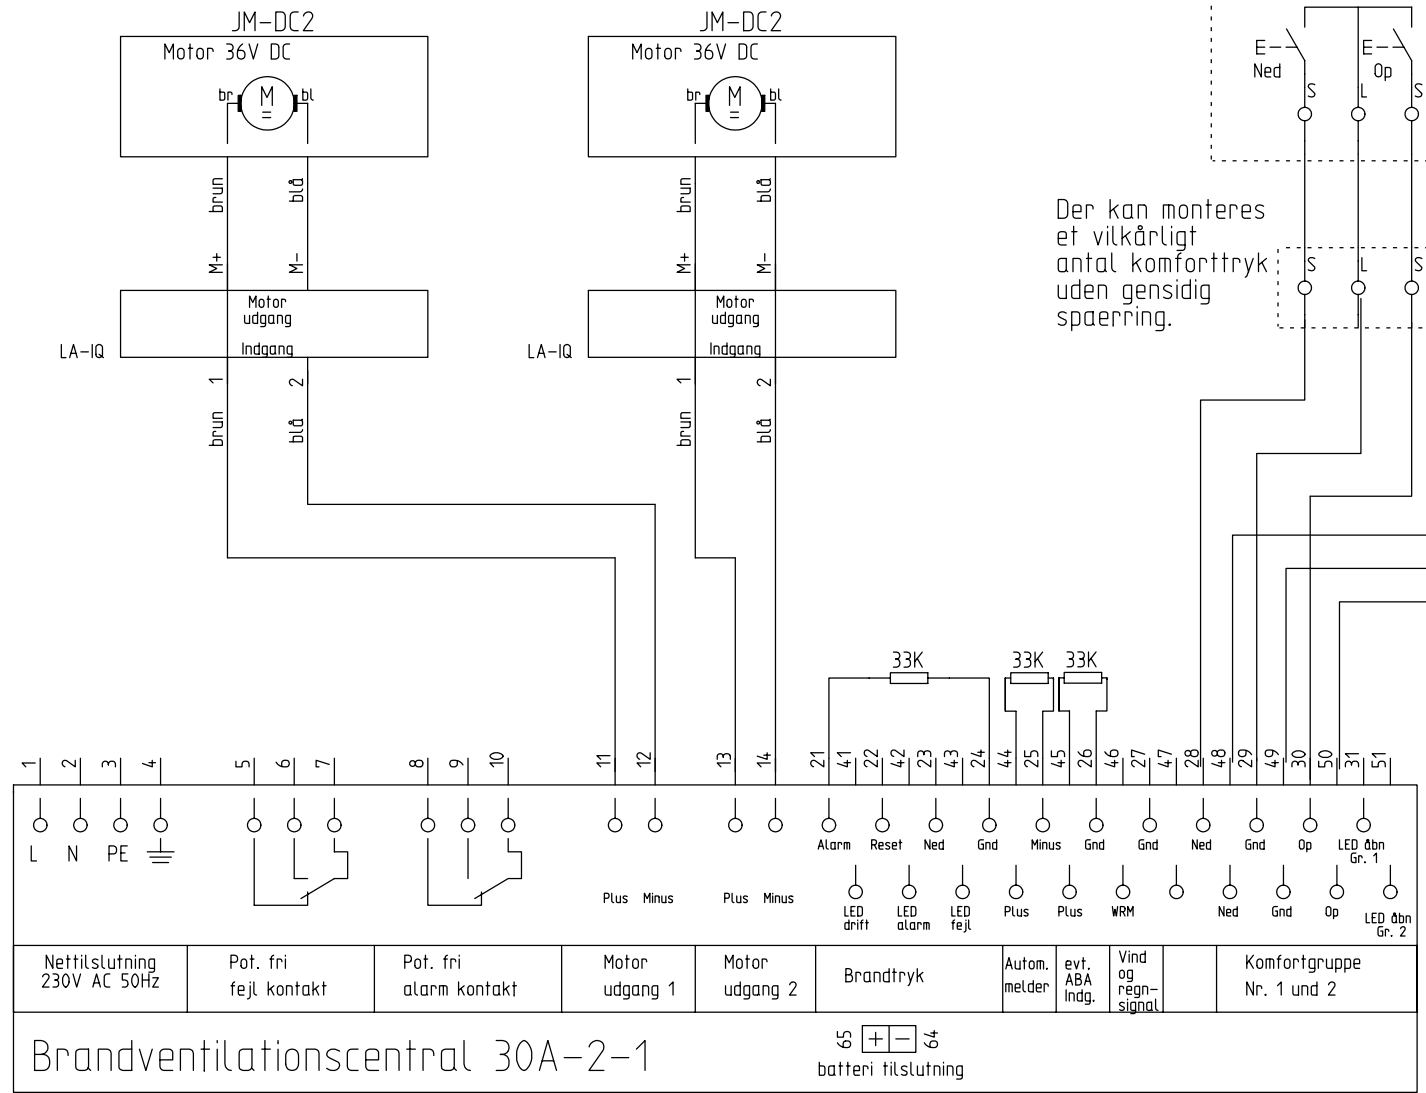 JM-DC2
Motor 36V DC
br M bl
=
brun
blå
M+
M-
Motor
udgang
Indgang
LA-IQ
1
2
brun
blå
JM-DC2
Motor 36V DC
br M bl
=
brun
blå
M+
M-
Motor
udgang
Indgang
LA-IQ
1
2
brun
blå
E
Ned
E
Op
S L S
Der kan monteres
et vilkårligt
antal komforttryk
uden gensidig
spaerring.
S L S
33K 33K 33K
1 2 3 4 5 6 7 8 9 10 11 12 13 14 21 41 22 42 23 43 24 44 25 45 26 46 27 47 28 48 29 49 30 50 31 51
L N PE
Alarm Reset Ned Gnd Minus Gnd Gnd Ned Gnd Op LED åbn
Gr. 1
Plus Minus Plus Minus
LED
drift
LED
alarm
LED
fejl
Plus Plus WRM Ned Gnd Op LED åbn
Gr. 2
Nettilslutning
230V AC 50Hz
Pot. fri
fejl kontakt
Pot. fri
alarm kontakt
Motor
udgang 1
Motor
udgang 2
Brandtryk
Autom.
melder
evt.
ABA
Indg.
Vind
og
regn-
signal
Komfortgruppe
Nr. 1 und 2
Brandventilationscentral 30A-2-1
65 + - 64
batteri tilslutning